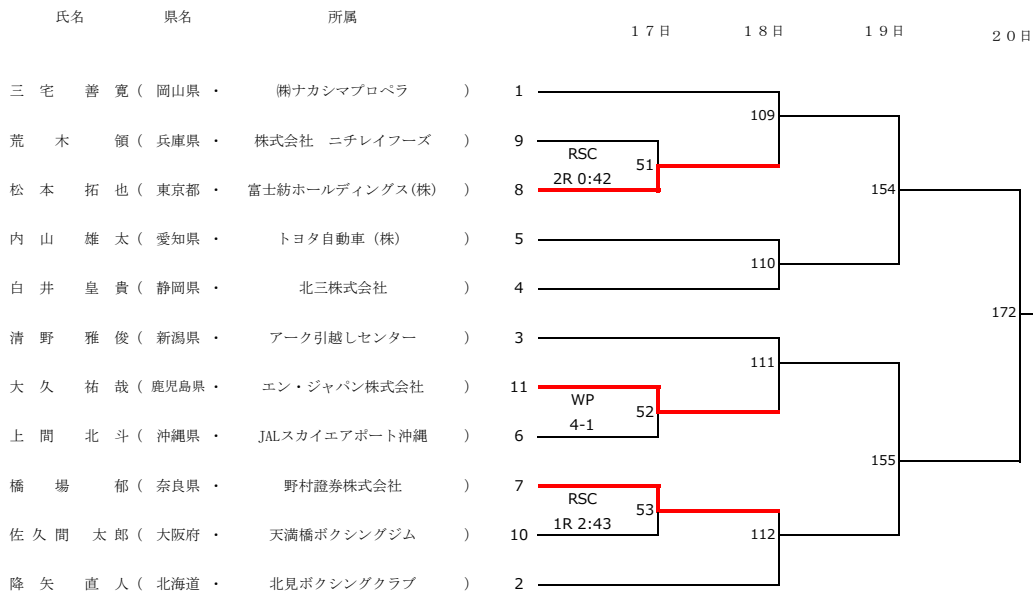 氏名 県名 所属
１７日 １８日 １９日 ２０日
三宅 善寛（ 岡山県 ・ ㈱ナカシマプロペラ ） 1
109
荒木 領（ 兵庫県 ・ 株式会社 ニチレイフーズ ） 9
RSC 51
2R 0:42
松本 拓也（ 東京都 ・ 富士紡ホールディングス(株) ） 8
154
内山 雄太（ 愛知県 ・ トヨタ自動車（株） ） 5
110
白井 皇貴（ 静岡県 ・ 北三株式会社 ） 4
172
清野 雅俊（ 新潟県 ・ アーク引越しセンター ） 3
111
大久 祐哉（ 鹿児島県 ・ エン・ジャパン株式会社 ） 11
WP 52
4-1
上間 北斗（ 沖縄県 ・ JALスカイエアポート沖縄 ） 6
155
橋場 郁（ 奈良県 ・ 野村證券株式会社 ） 7
RSC 53
1R 2:43
佐久間 太郎（ 大阪府 ・ 天満橋ボクシングジム ） 10
112
降矢 直人（ 北海道 ・ 北見ボクシングクラブ ） 2